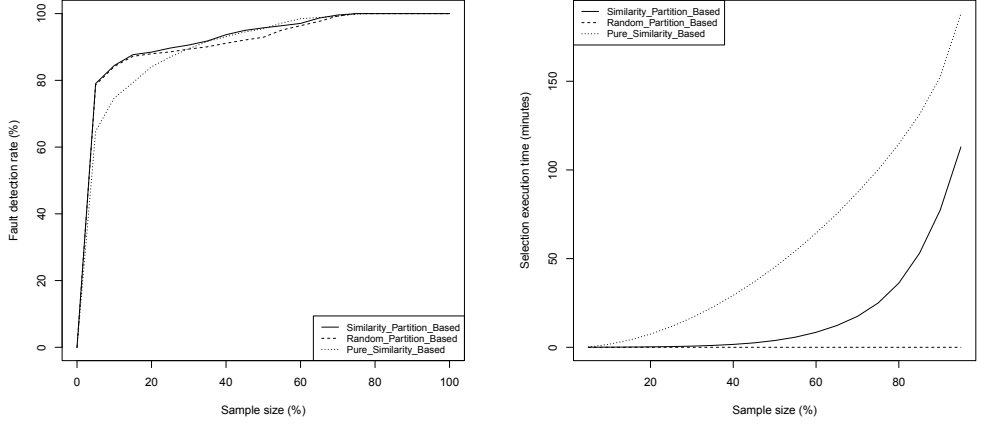 Fault detection rate (%)
100
80
60
40
20
0
Similarity_Partition_Based
Random_Partition_Based
Pure_Similarity_Based
0 20 40 60 80 100
Sample size (%)
Similarity_Partition_Based
Random_Partition_Based
Pure_Similarity_Based
Selection execution time (minutes)
150
100
50
0
20 40 60 80
Sample size (%)